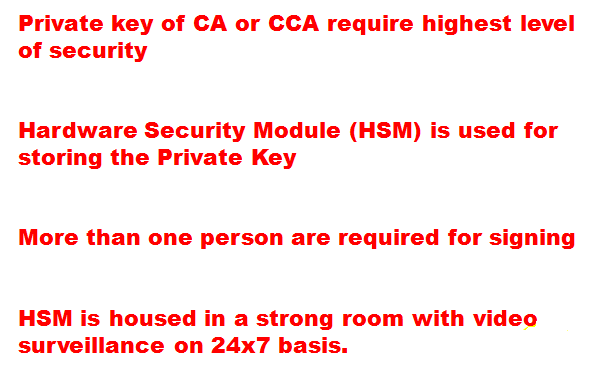 Private key of CA or CCA require highest level
of security
Hardware Security Module (HSM) is used for
storing the Private Key
More than one person are required for signing
HSM is housed in a strong room with video
surveillance on 24x7 basis.